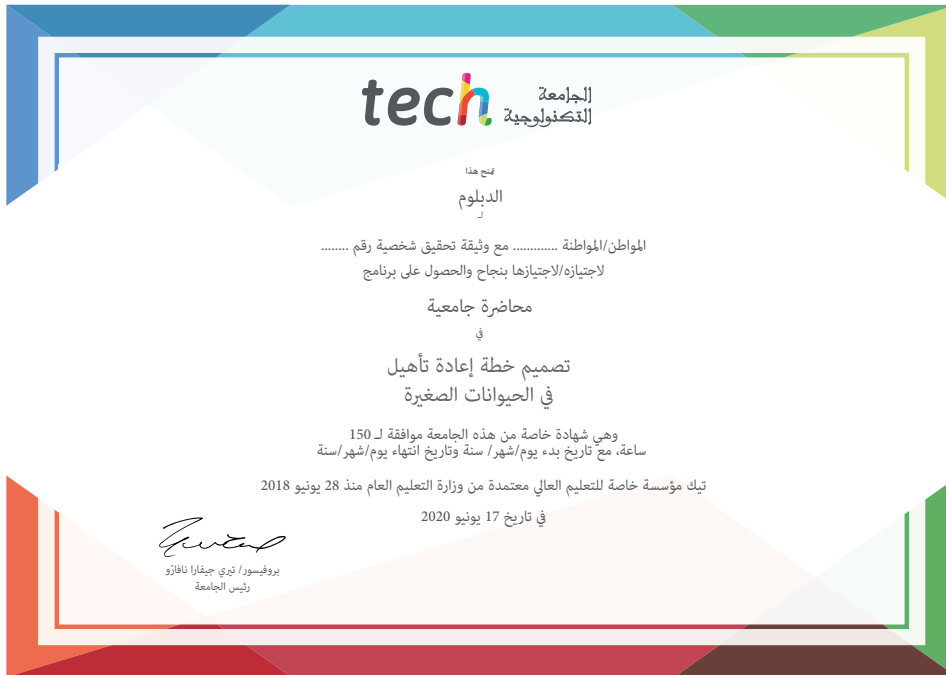 tech
الجامعة
التكنولوجية
يمنح هذا
الدبلوم
لـ
المواطن/المواطنة ............. مع وثيقة تحقيق شخصية رقم ........
لاجتيازه/لاجتيازها بنجاح والحصول على برنامج
محاضرة جامعية
في
تصميم خطة إعادة تأهيل
في الحيوانات الصغيرة
وهي شهادة خاصة من هذه الجامعة موافقة لـ 150
ساعة، مع تاريخ بدء يوم/شهر/ سنة وتاريخ انتهاء يوم/شهر/سنة
تيك مؤسسة خاصة للتعليم العالي معتمدة من وزارة التعليم العام منذ 28 يونيو 2018
في تاريخ 17 يونيو 2020
بروفيسور/ تيري جيفارا نافارّو
رئيس الجامعة